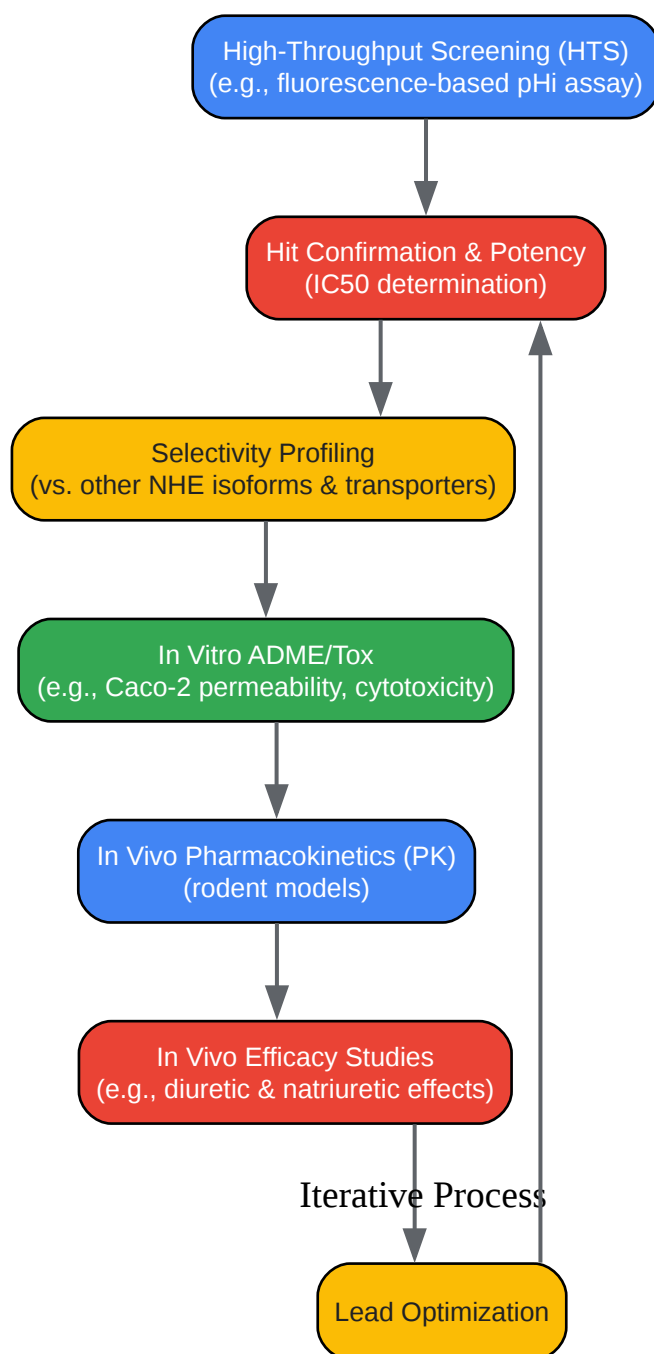 High-Throughput Screening (HTS)
(e.g., fluorescence-based pHi assay)
Hit Confirmation & Potency
(IC50 determination)
Selectivity Profiling
(vs. other NHE isoforms & transporters)
In Vitro ADME/Tox
(e.g., Caco-2 permeability, cytotoxicity)
In Vivo Pharmacokinetics (PK)
(rodent models)
In Vivo Efficacy Studies
(e.g., diuretic & natriuretic effects)
Iterative Process
Lead Optimization